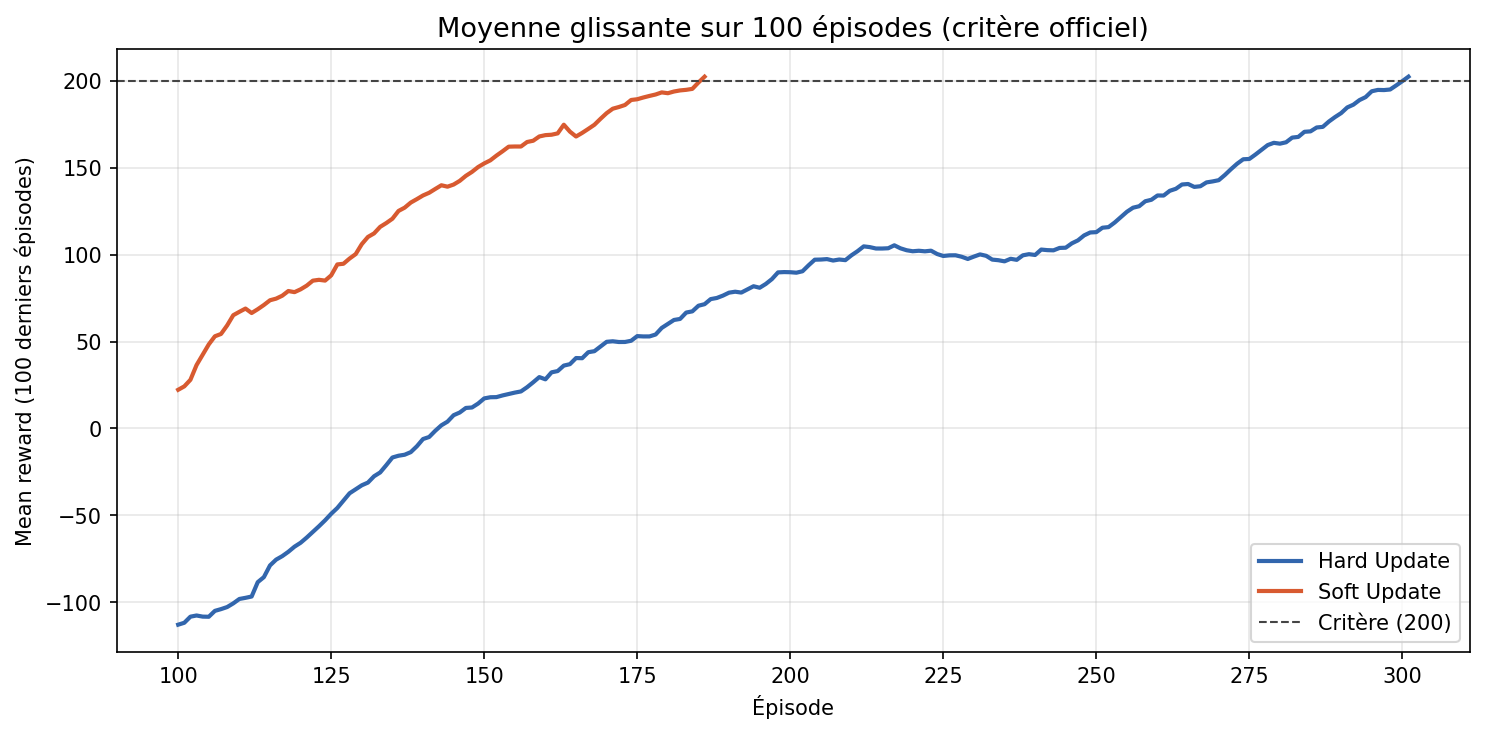 Moyenne glissante sur 100 épisodes (critère officiel)
Mean reward (100 derniers épisodes)
200
150
100
50
0
−50
−100
Hard Update
Soft Update
Critère (200)
100 125 150 175 200 225 250 275 300
Épisode